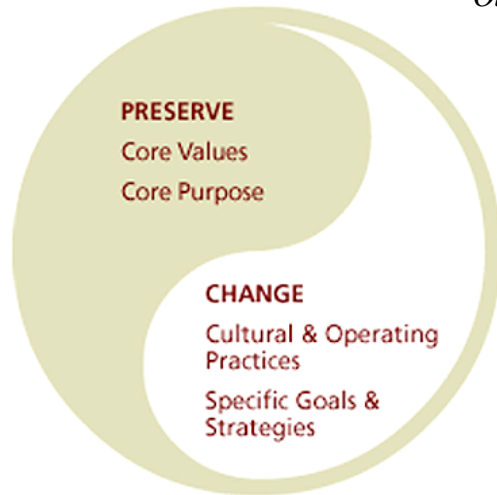 PRESERVE
Core Values
Core Purpose
CHANGE
Cultural & Operating
Practices
Specific Goals &
Strategies